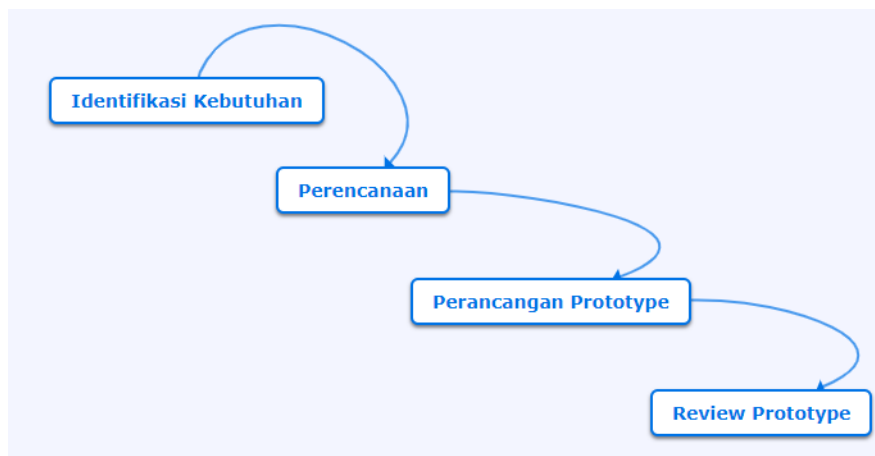 Identifikasi Kebutuhan
Perencanaan
Perancangan Prototype
Review Prototype